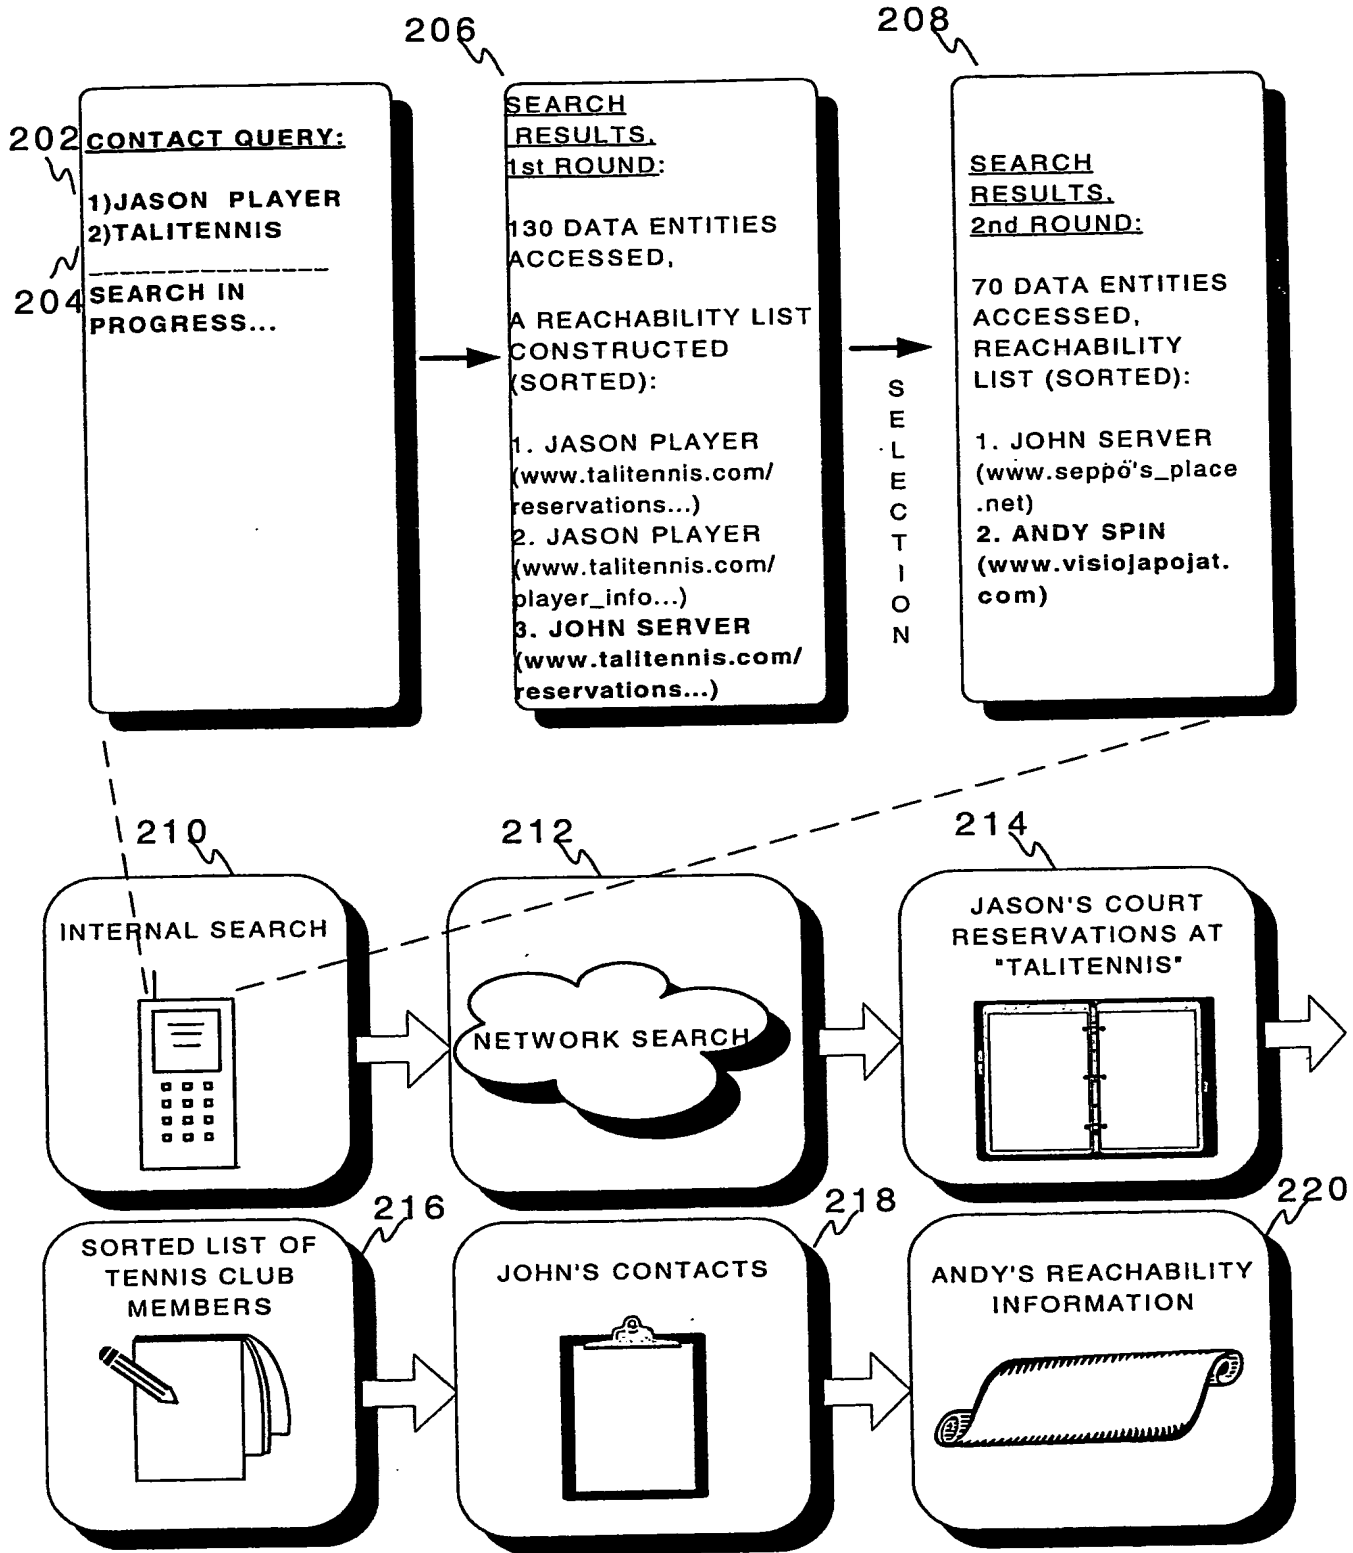 206
208
202
CONTACT QUERY:
1)JASON PLAYER
2)TALITENNIS
204
SEARCH IN
PROGRESS...
SEARCH
RESULTS,
1st ROUND:
130 DATA ENTITIES
ACCESSED,
A REACHABILITY LIST
CONSTRUCTED
(SORTED):
1. JASON PLAYER
(www.talitennis.com/
reservations...)
2. JASON PLAYER
(www.talitennis.com/
player_info...)
3. JOHN SERVER
(www.talitennis.com/
reservations...)
SELECTION
SEARCH
RESULTS,
2nd ROUND:
70 DATA ENTITIES
ACCESSED,
REACHABILITY
LIST (SORTED):
1. JOHN SERVER
(www.seppö's_place
.net)
2. ANDY SPIN
(www.visiojapojat.
com)
210
INTERNAL SEARCH
212
NETWORK SEARCH
214
JASON'S COURT
RESERVATIONS AT
"TALITENNIS"
216
SORTED LIST OF
TENNIS CLUB
MEMBERS
218
JOHN'S CONTACTS
220
ANDY'S REACHABILITY
INFORMATION